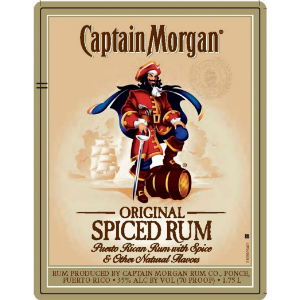 Captain Morgan®
ORIGINAL
SPICED RUM
Puerto Rican Rum with Spice
& Other Natural Flavors
RUM PRODUCED BY CAPTAIN MORGAN RUM CO., PONCE,
PUERTO RICO • 35% ALC BY VOL (70 PROOF) • 1.75 L